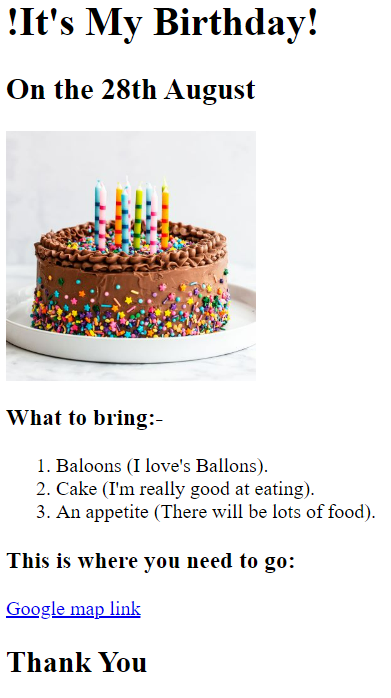 !It's My Birthday!
On the 28th August
What to bring:-
1. Baloons (I love's Ballons).
2. Cake (I'm really good at eating).
3. An appetite (There will be lots of food).
This is where you need to go:
Google map link
Thank You